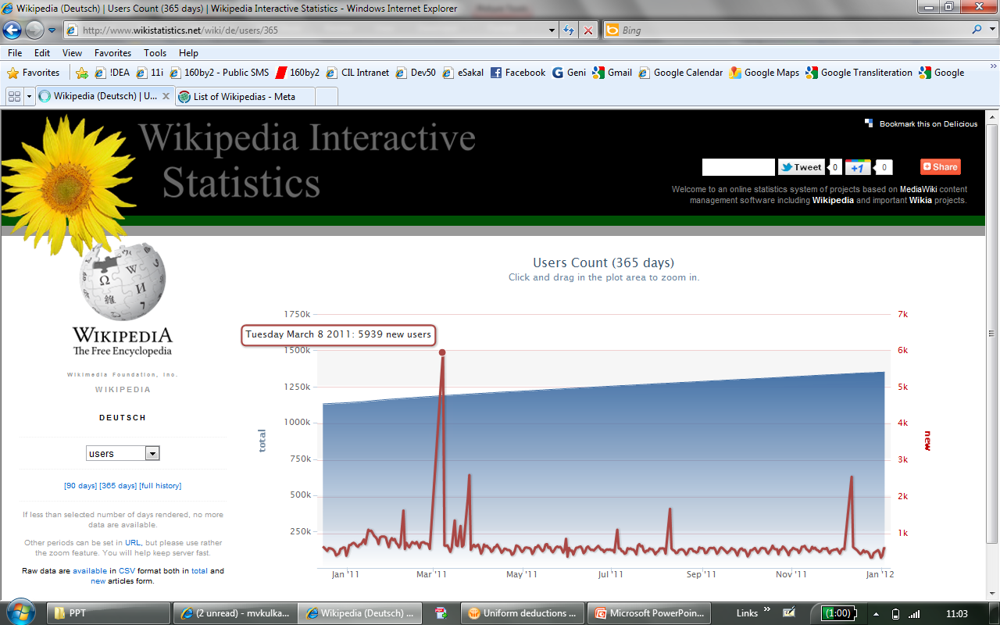 Wikipedia (Deutsch) | Users Count (365 days) | Wikipedia Interactive Statistics - Windows Internet Explorer
http://www.wikistatistics.net/wiki/de/users/365
Bing
File Edit View Favorites Tools Help
Favorites !DEA 11i 160by2 - Public SMS 160by2 CIL Intranet Dev50 eSakal Facebook Geni Gmail Google Calendar Google Maps Google Transliteration Google
Wikipedia (Deutsch) | U... List of Wikipedias - Meta
Wikipedia Interactive
Statistics
Bookmark this on Delicious
Tweet 0 +1 0 Share
Welcome to an online statistics system of projects based on MediaWiki content
management software including Wikipedia and important Wikia projects.
WIKIPEDIA
The Free Encyclopedia
Wikimedia Foundation, Inc.
WIKIPEDIA
DEUTSCH
users
[90 days] [365 days] [full history]
If less than selected number of days rendered, no more
data are available.
Other periods can be set in URL, but please use rather
the zoom feature. You will help keep server fast.
Raw data are available in CSV format both in total and
new articles form.
Users Count (365 days)
Click and drag in the plot area to zoom in.
1750k 7k
Tuesday March 8 2011: 5939 new users
1500k 6k
1250k 5k
1000k 4k
total
new
750k 3k
500k 2k
250k 1k
Jan '11 Mar '11 May '11 Jul '11 Sep '11 Nov '11 Jan '12
PPT (2 unread) - mvkulka... Wikipedia (Deutsch) ... Uniform deductions ... Microsoft PowerPoin... Links » (1:00) 11:03